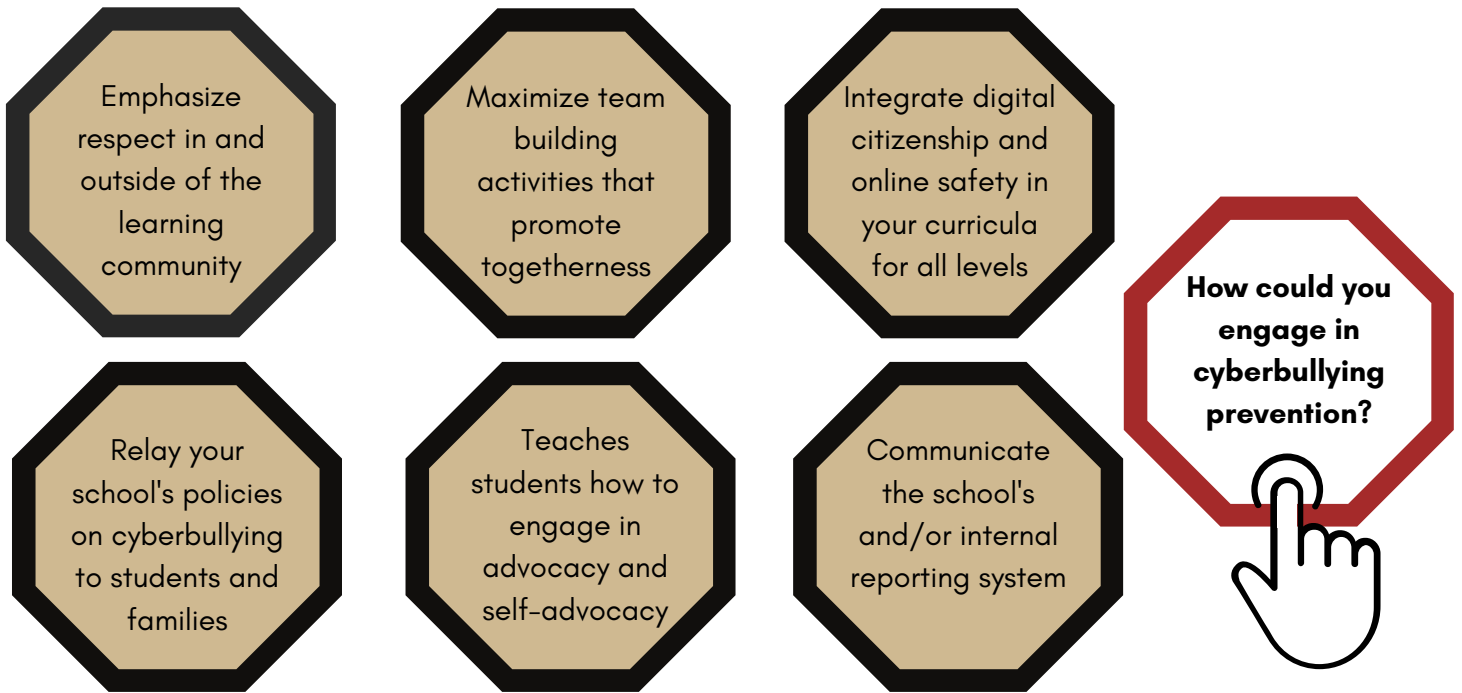 Emphasize
respect in and
outside of the
learning
community
Maximize team
building
activities that
promote
togetherness
Integrate digital
citizenship and
online safety in
your curricula
for all levels
How could you
engage in
cyberbullying
prevention?
Relay your
school's policies
on cyberbullying
to students and
families
Teaches
students how to
engage in
advocacy and
self-advocacy
Communicate
the school's
and/or internal
reporting system